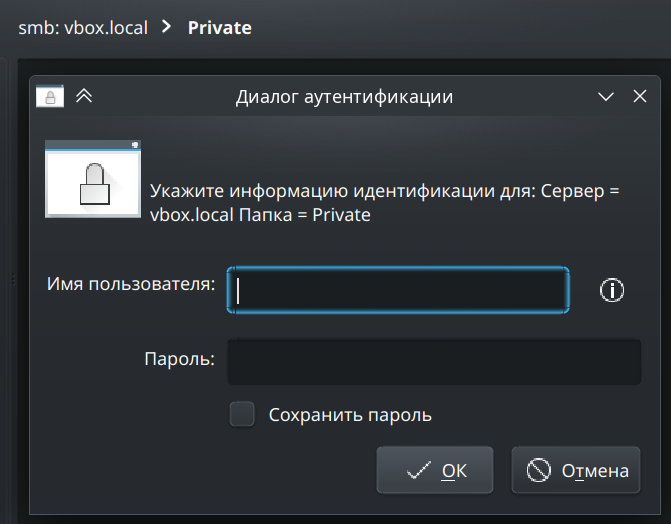 smb: vbox.local > Private
Диалог аутентификации
Укажите информацию идентификации для: Сервер =
vbox.local Папка = Private
Имя пользователя:
Пароль:
Сохранить пароль
OK
Отмена